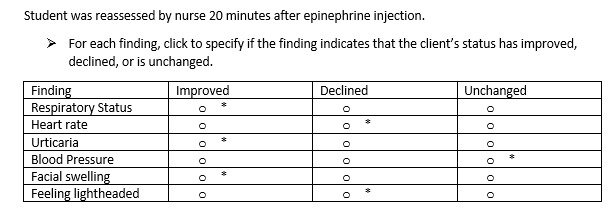 Student was reassessed by nurse 20 minutes after epinephrine injection.
➢ For each finding, click to specify if the finding indicates that the client's status has improved,
declined, or is unchanged.
Finding Improved Declined Unchanged
Respiratory Status o * o o
Heart rate o o * o
Urticaria o * o o
Blood Pressure o o o *
Facial swelling o * o o
Feeling lightheaded o o * o